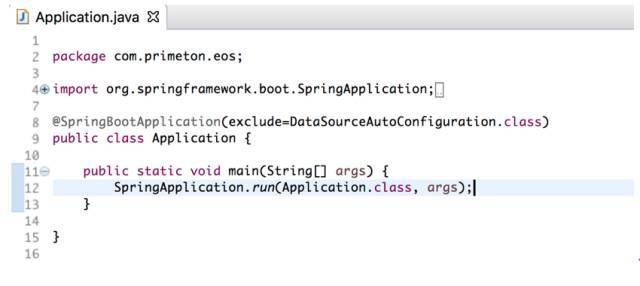 Application.java
1
2 package com.primeton.eos;
3
4 import org.springframework.boot.SpringApplication;
7
8 @SpringBootApplication(exclude=DataSourceAutoConfiguration.class)
9 public class Application {
10
11     public static void main(String[] args) {
12         SpringApplication.run(Application.class, args);
13     }
14
15 }
16